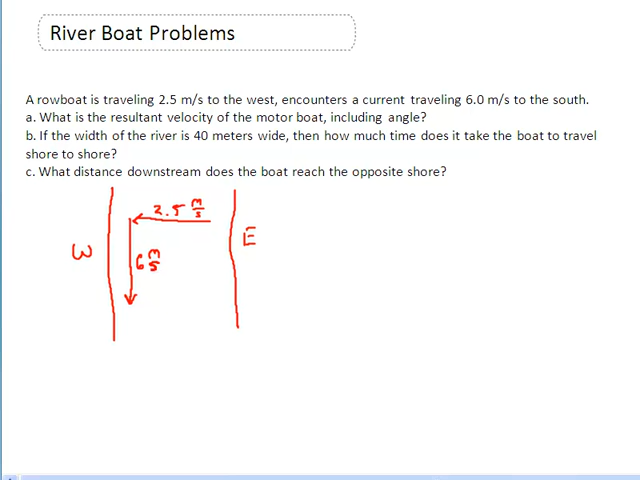 River Boat Problems
A rowboat is traveling 2.5 m/s to the west, encounters a current traveling 6.0 m/s to the south.
a. What is the resultant velocity of the motor boat, including angle?
b. If the width of the river is 40 meters wide, then how much time does it take the boat to travel
shore to shore?
c. What distance downstream does the boat reach the opposite shore?
2.5 m/s
W
E
6 m/s